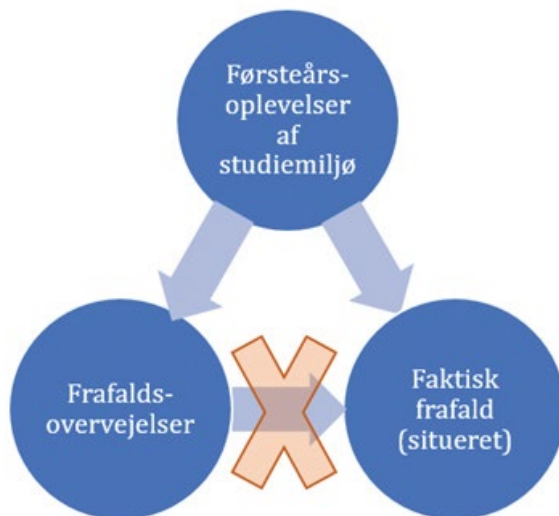 Førsteårs-
oplevelser
af
studiemiljø
Frafalds-
overvejelser
Faktisk
frafald
(situeret)